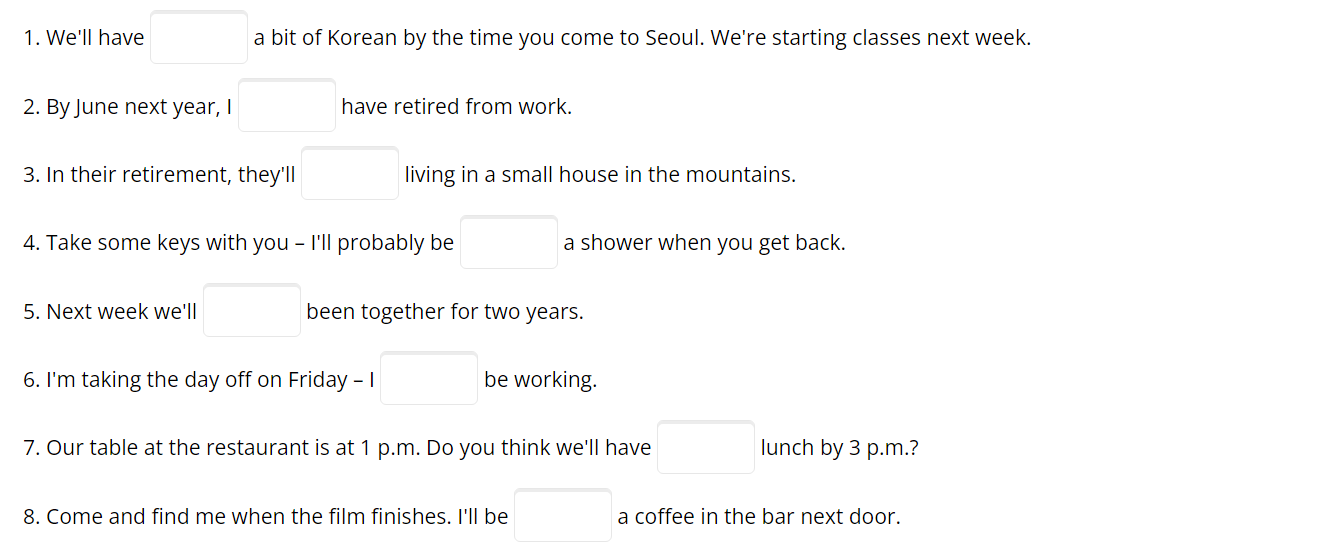 1. We'll have a bit of Korean by the time you come to Seoul. We're starting classes next week.
2. By June next year, I have retired from work.
3. In their retirement, they'll living in a small house in the mountains.
4. Take some keys with you – I'll probably be a shower when you get back.
5. Next week we'll been together for two years.
6. I'm taking the day off on Friday – I be working.
7. Our table at the restaurant is at 1 p.m. Do you think we'll have lunch by 3 p.m.?
8. Come and find me when the film finishes. I'll be a coffee in the bar next door.